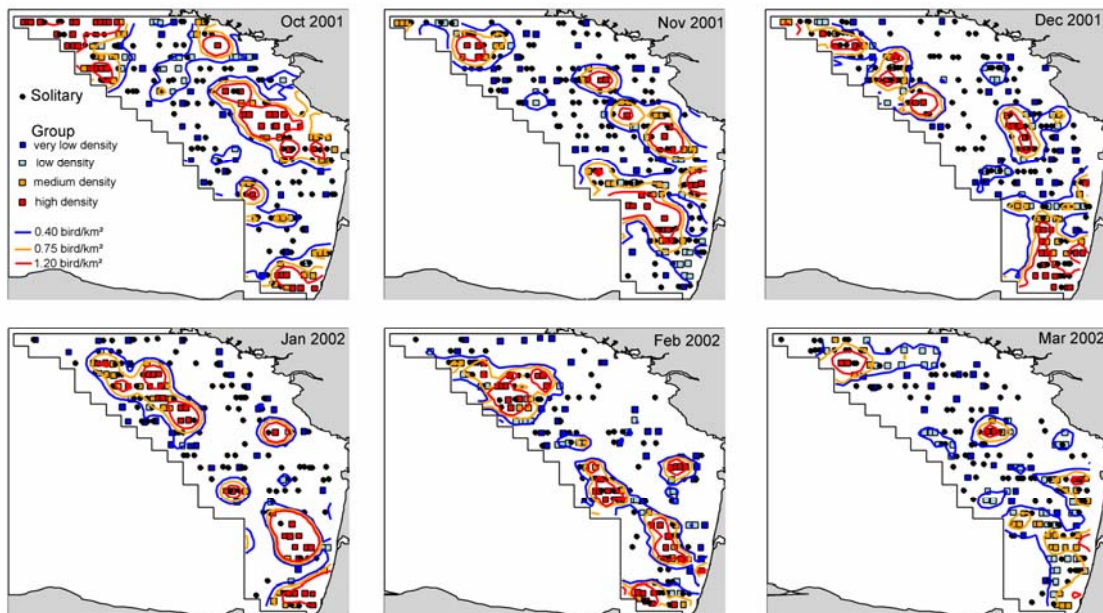 Oct 2001
Nov 2001
Dec 2001
Solitary
Group
very low density
low density
medium density
high density
0.40 bird/km²
0.75 bird/km²
1.20 bird/km²
Jan 2002
Feb 2002
Mar 2002